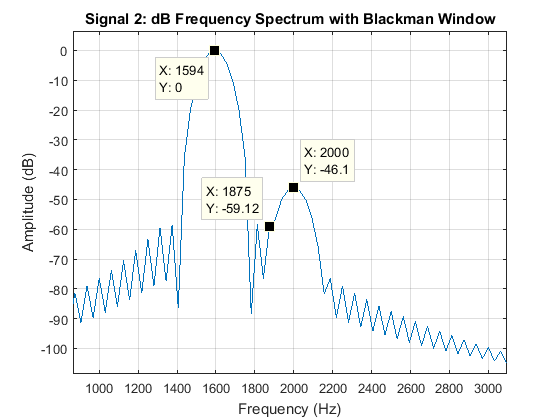 Signal 2: dB Frequency Spectrum with Blackman Window
0
-10
-20
-30
-40
-50
-60
-70
-80
-90
-100
Amplitude (dB)
X: 1594
Y: 0
X: 2000
Y: -46.1
X: 1875
Y: -59.12
1000 1200 1400 1600 1800 2000 2200 2400 2600 2800 3000
Frequency (Hz)